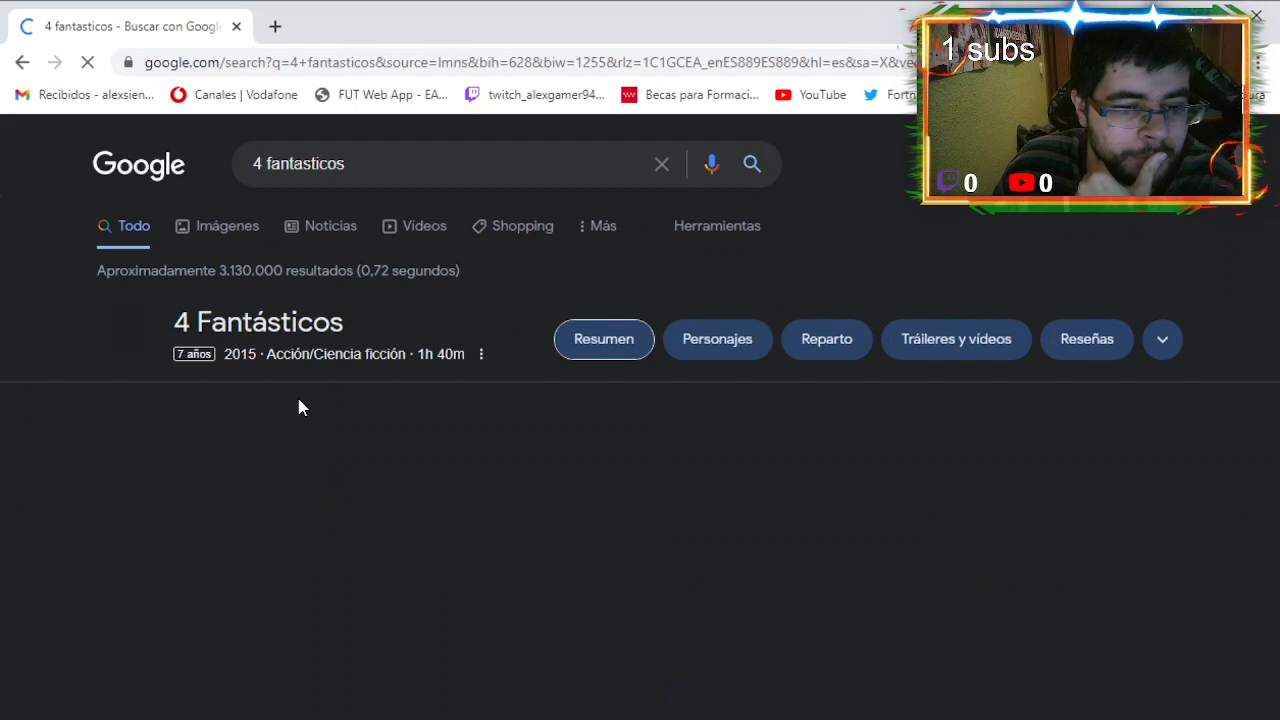 4 fantasticos - Buscar con Google
google.com/search?q=4+fantasticos&source=lmns&bih=628&biw=1255&rlz=1C1GCEA_enES889ES889&hl=es&sa=X&ve
Recibidos - alexsien...
Canales | Vodafone
FUT Web App - EA...
twitch_alexgamer94...
Becas para Formaci...
YouTube
Fortn
1 subs
0
0
Google
4 fantasticos
Todo
Imágenes
Noticias
Vídeos
Shopping
Más
Herramientas
Aproximadamente 3.130.000 resultados (0,72 segundos)
4 Fantásticos
7 años 2015 · Acción/Ciencia ficción · 1h 40m
Resumen
Personajes
Reparto
Tráileres y vídeos
Reseñas